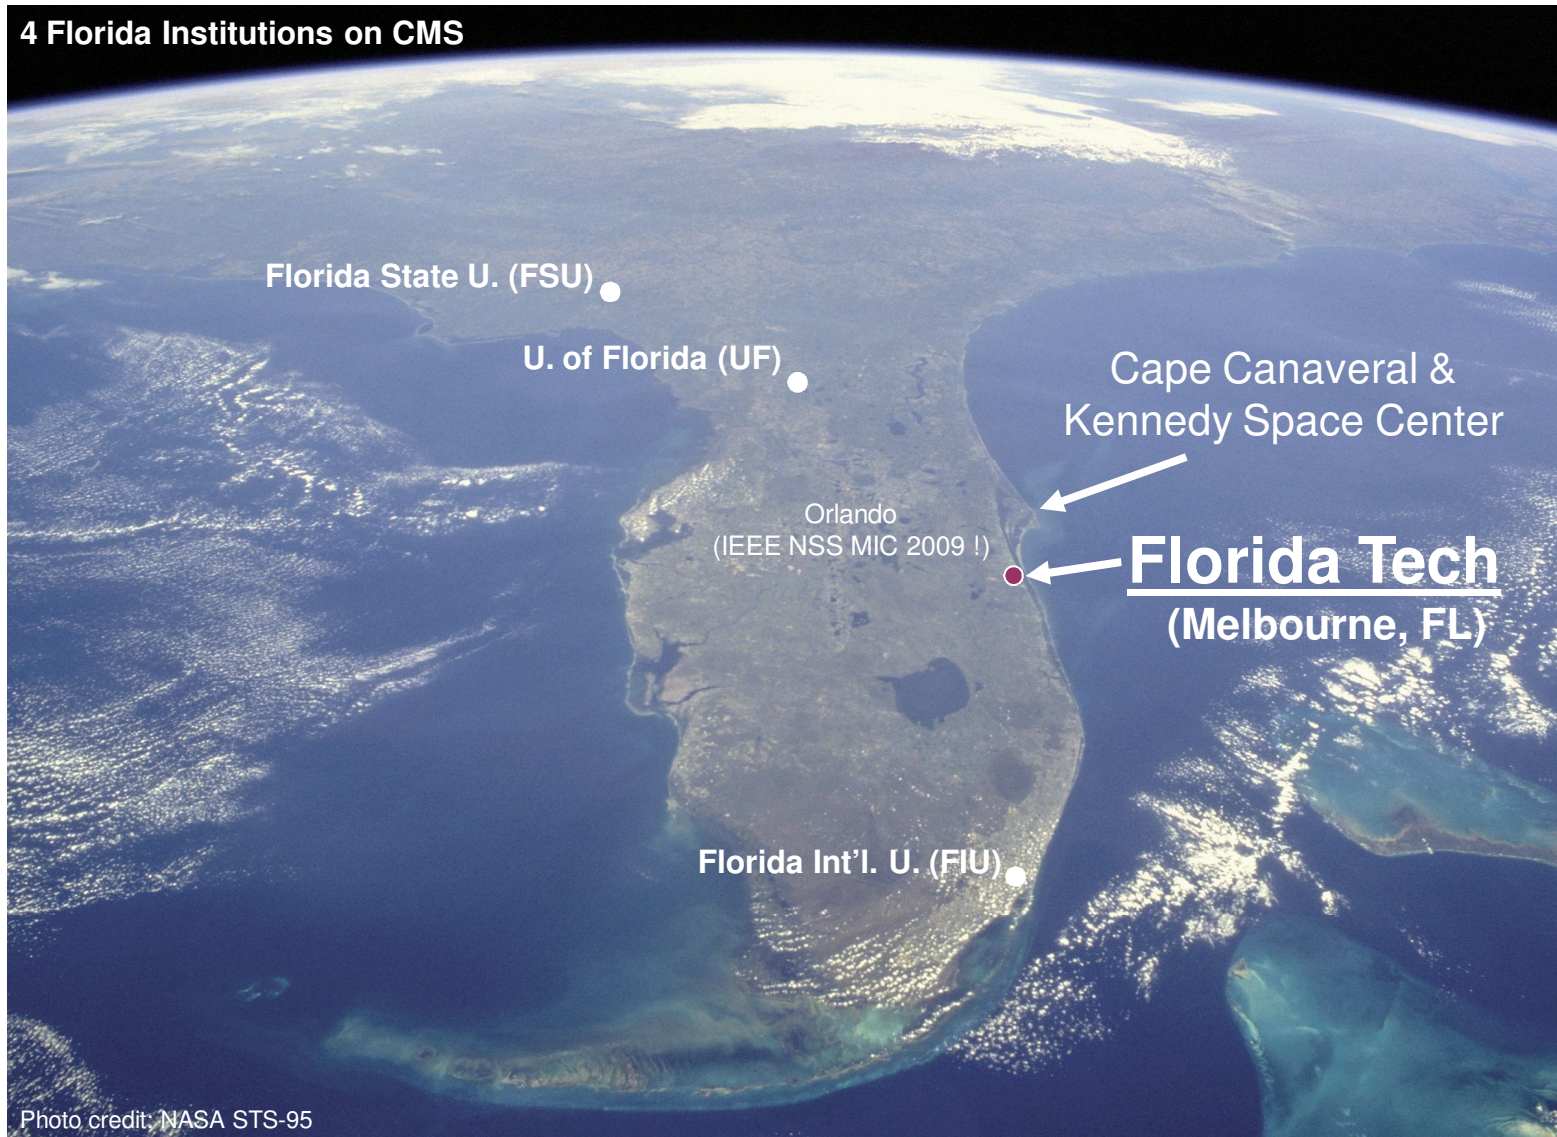 4 Florida Institutions on CMS
Florida State U. (FSU)
U. of Florida (UF)
Cape Canaveral &
Kennedy Space Center
Orlando
(IEEE NSS MIC 2009 !)
Florida Tech
(Melbourne, FL)
Florida Int’l. U. (FIU)
Photo credit: NASA STS-95